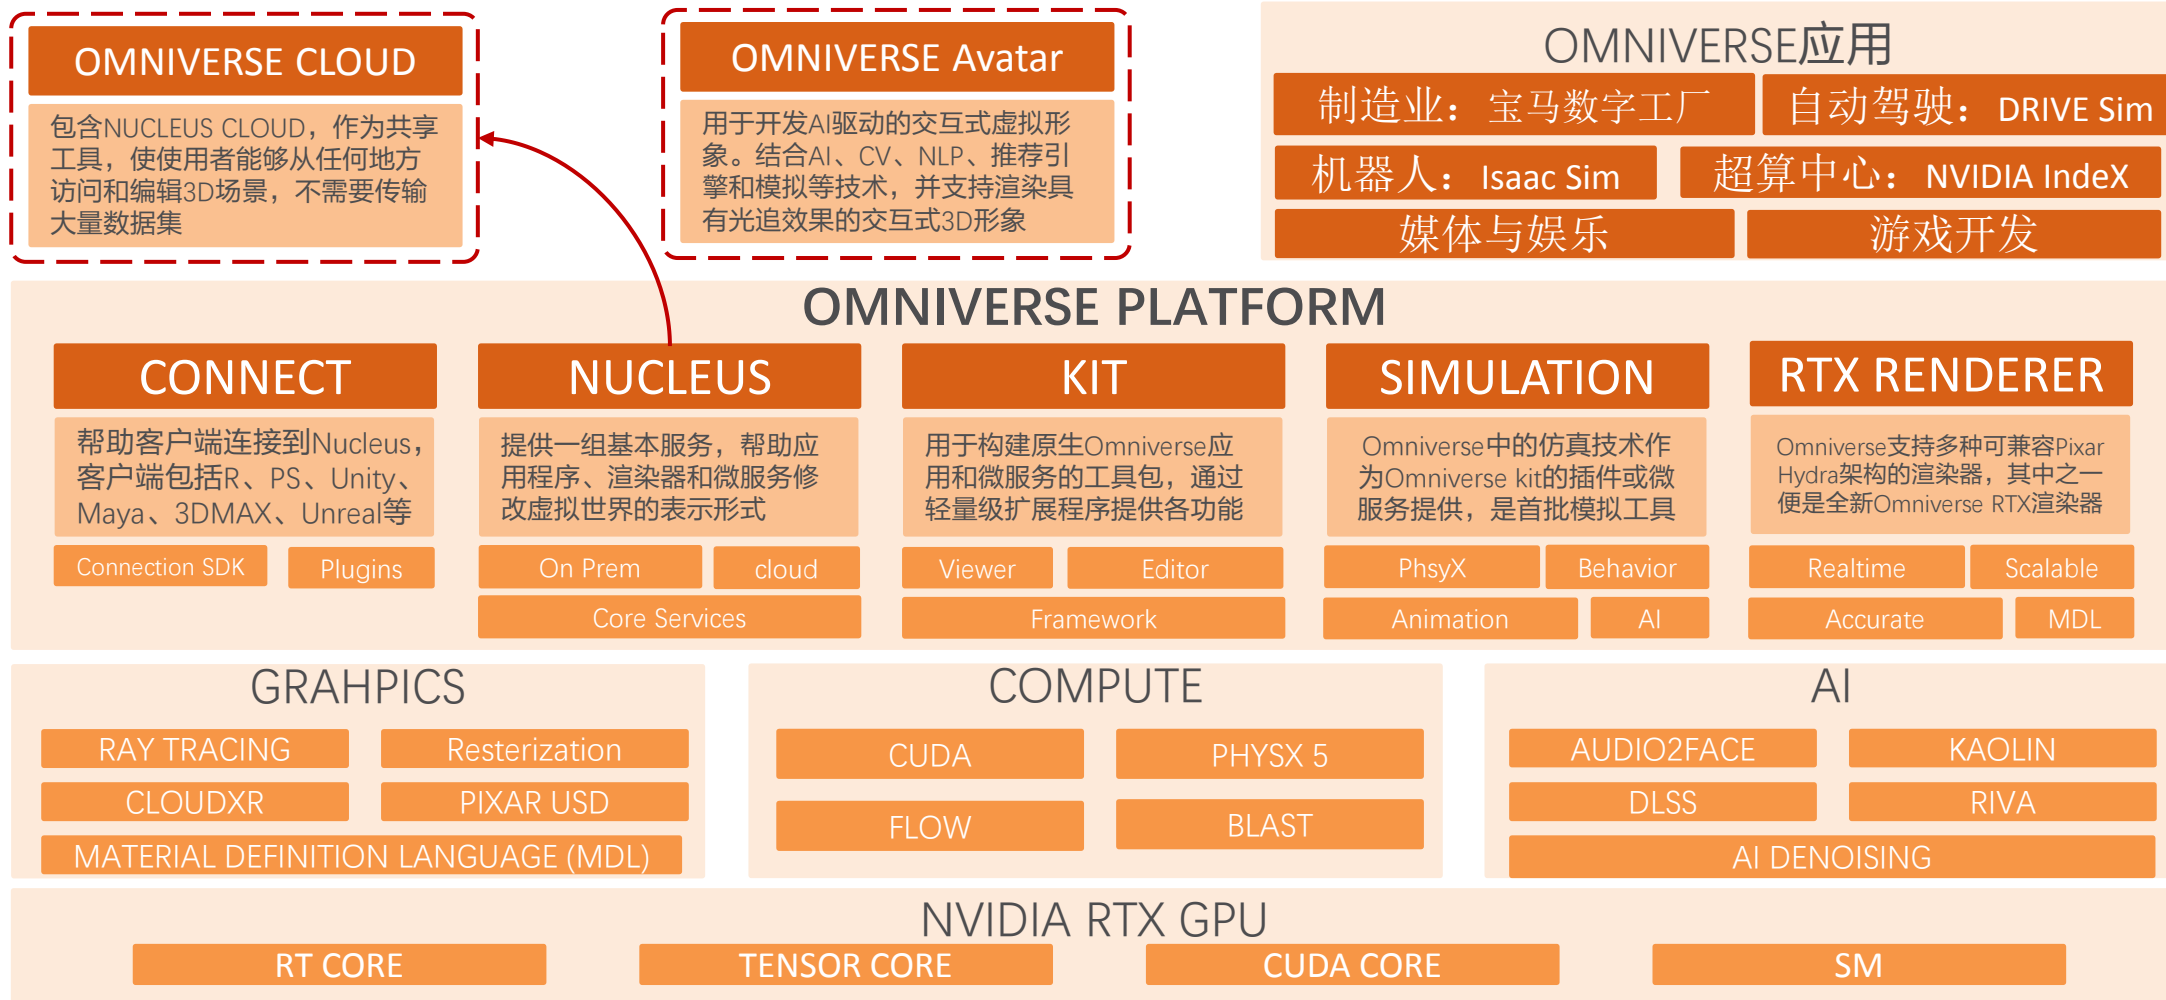 OMNIVERSE CLOUD
包含NUCLEUS CLOUD，作为共享
工具，使使用者能够从任何地方
访问和编辑3D场景，不需要传输
大量数据集
OMNIVERSE Avatar
用于开发AI驱动的交互式虚拟形
象。结合AI、CV、NLP、推荐引
擎和模拟等技术，并支持渲染具
有光追效果的交互式3D形象
OMNIVERSE应用
制造业：宝马数字工厂
自动驾驶：DRIVE Sim
机器人：Isaac Sim
超算中心：NVIDIA IndeX
媒体与娱乐
游戏开发
OMNIVERSE PLATFORM
CONNECT
帮助客户端连接到Nucleus，
客户端包括R、PS、Unity、
Maya、3DMAX、Unreal等
Connection SDK
Plugins
NUCLEUS
提供一组基本服务，帮助应
用程序、渲染器和微服务修
改虚拟世界的表示形式
On Prem
cloud
Core Services
KIT
用于构建原生Omniverse应
用和微服务的工具包，通过
轻量级扩展程序提供各功能
Viewer
Editor
Framework
SIMULATION
Omniverse中的仿真技术作
为Omniverse kit的插件或微
服务提供，是首批模拟工具
PhsyX
Behavior
Animation
AI
RTX RENDERER
Omniverse支持多种可兼容Pixar
Hydra架构的渲染器，其中之一
便是全新Omniverse RTX渲染器
Realtime
Scalable
Accurate
MDL
GRAHPICS
RAY TRACING
Resterization
CLOUDXR
PIXAR USD
MATERIAL DEFINITION LANGUAGE (MDL)
COMPUTE
CUDA
PHYSX 5
FLOW
BLAST
AI
AUDIO2FACE
KAOLIN
DLSS
RIVA
AI DENOISING
NVIDIA RTX GPU
RT CORE
TENSOR CORE
CUDA CORE
SM